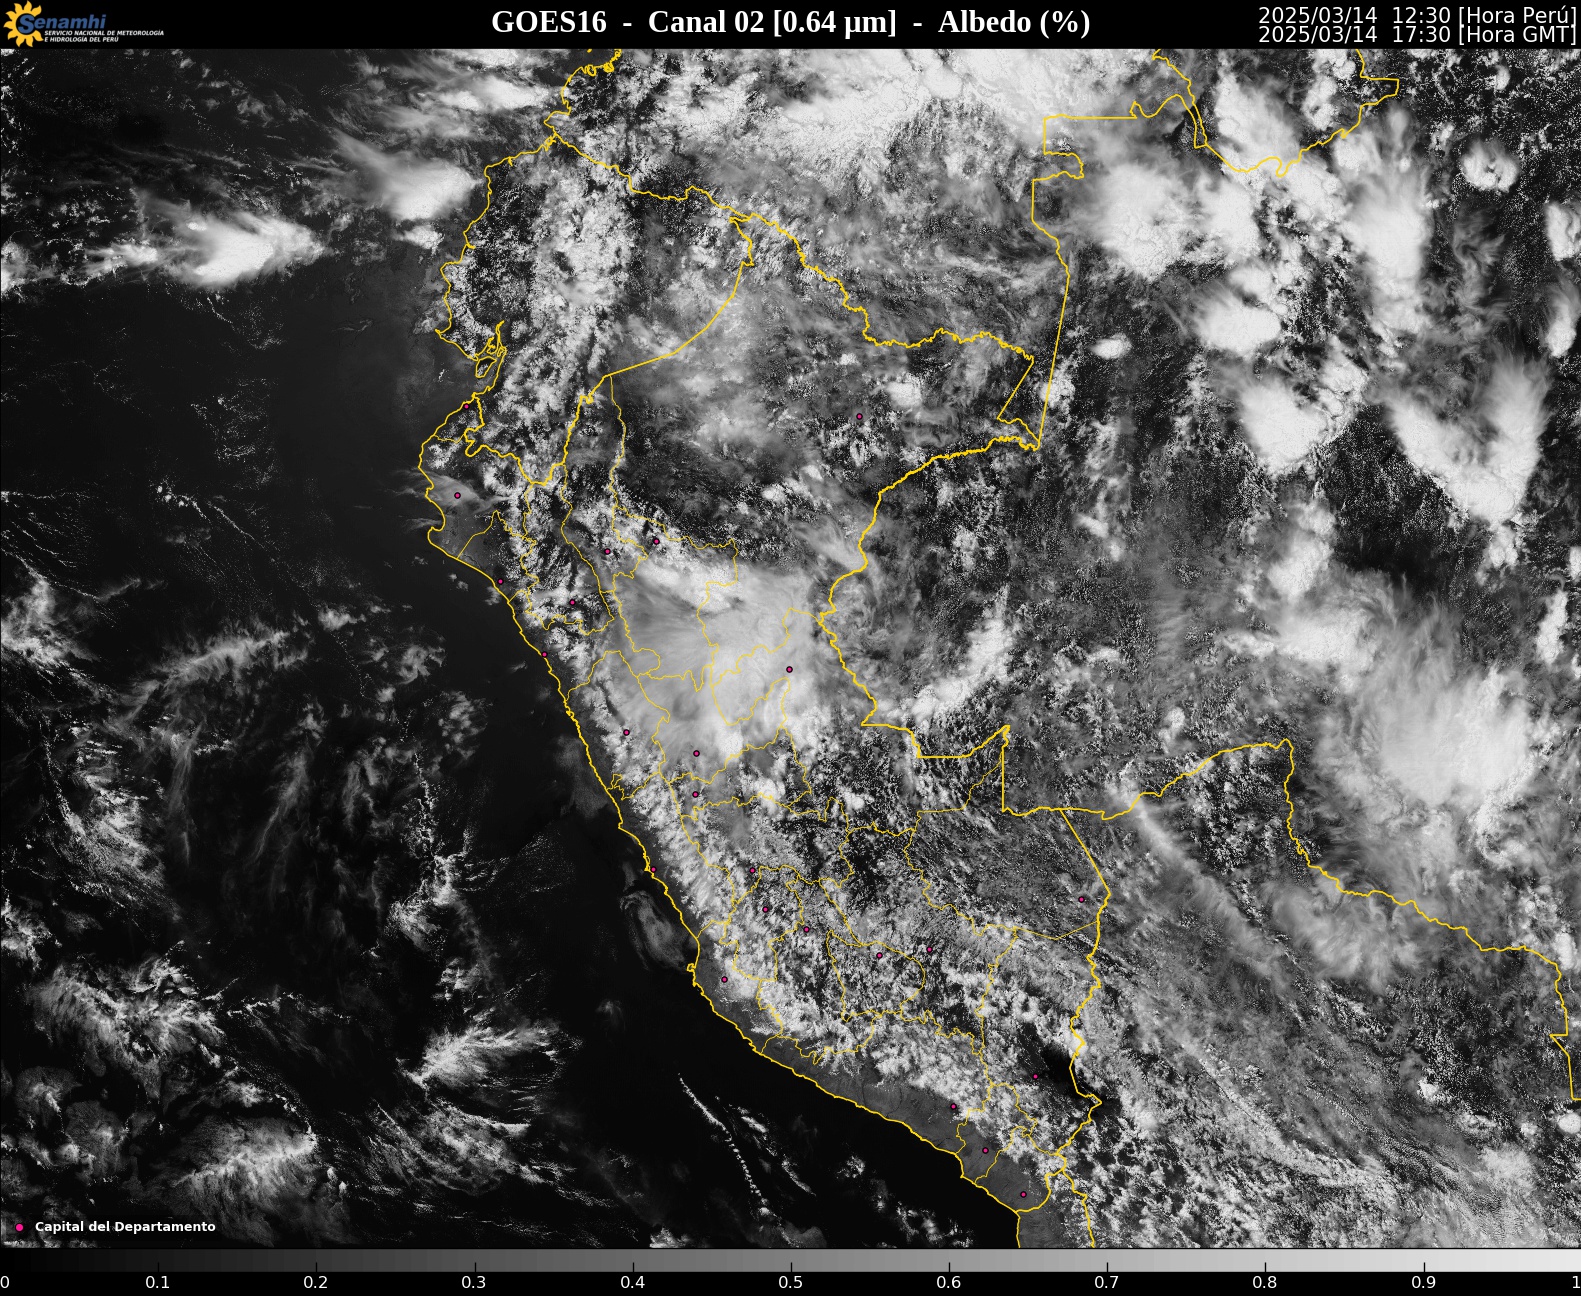 Senamhi
SERVICIO NACIONAL DE METEOROLOGÍA
E HIDROLOGÍA DEL PERÚ
GOES16 - Canal 02 [0.64 µm] - Albedo (%)
2025/03/14 12:30 [Hora Perú]
2025/03/14 17:30 [Hora GMT]
Capital del Departamento
0 0.1 0.2 0.3 0.4 0.5 0.6 0.7 0.8 0.9 1